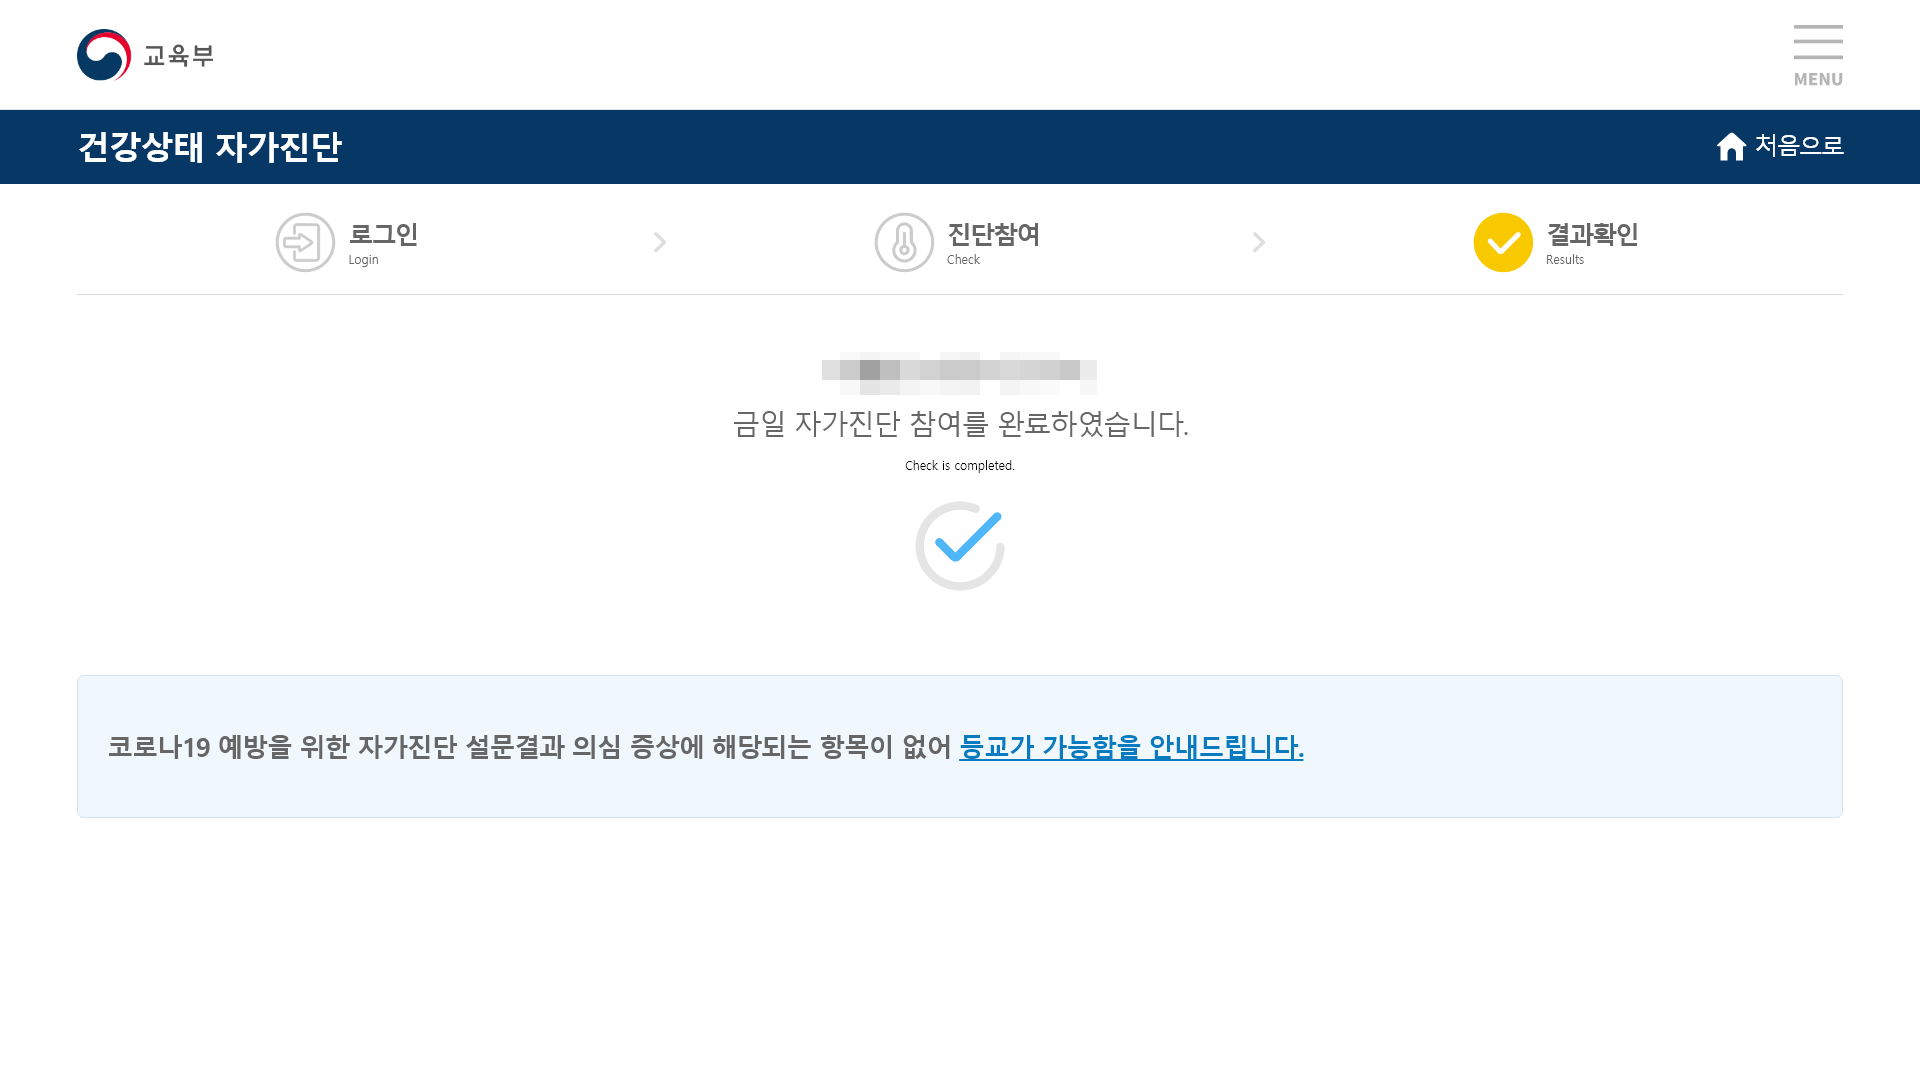 교육부
MENU
건강상태 자가진단
처음으로
로그인
Login
진단참여
Check
결과확인
Results
금일 자가진단 참여를 완료하였습니다.
Check is completed.
코로나19 예방을 위한 자가진단 설문결과 의심 증상에 해당되는 항목이 없어 등교가 가능함을 안내드립니다.